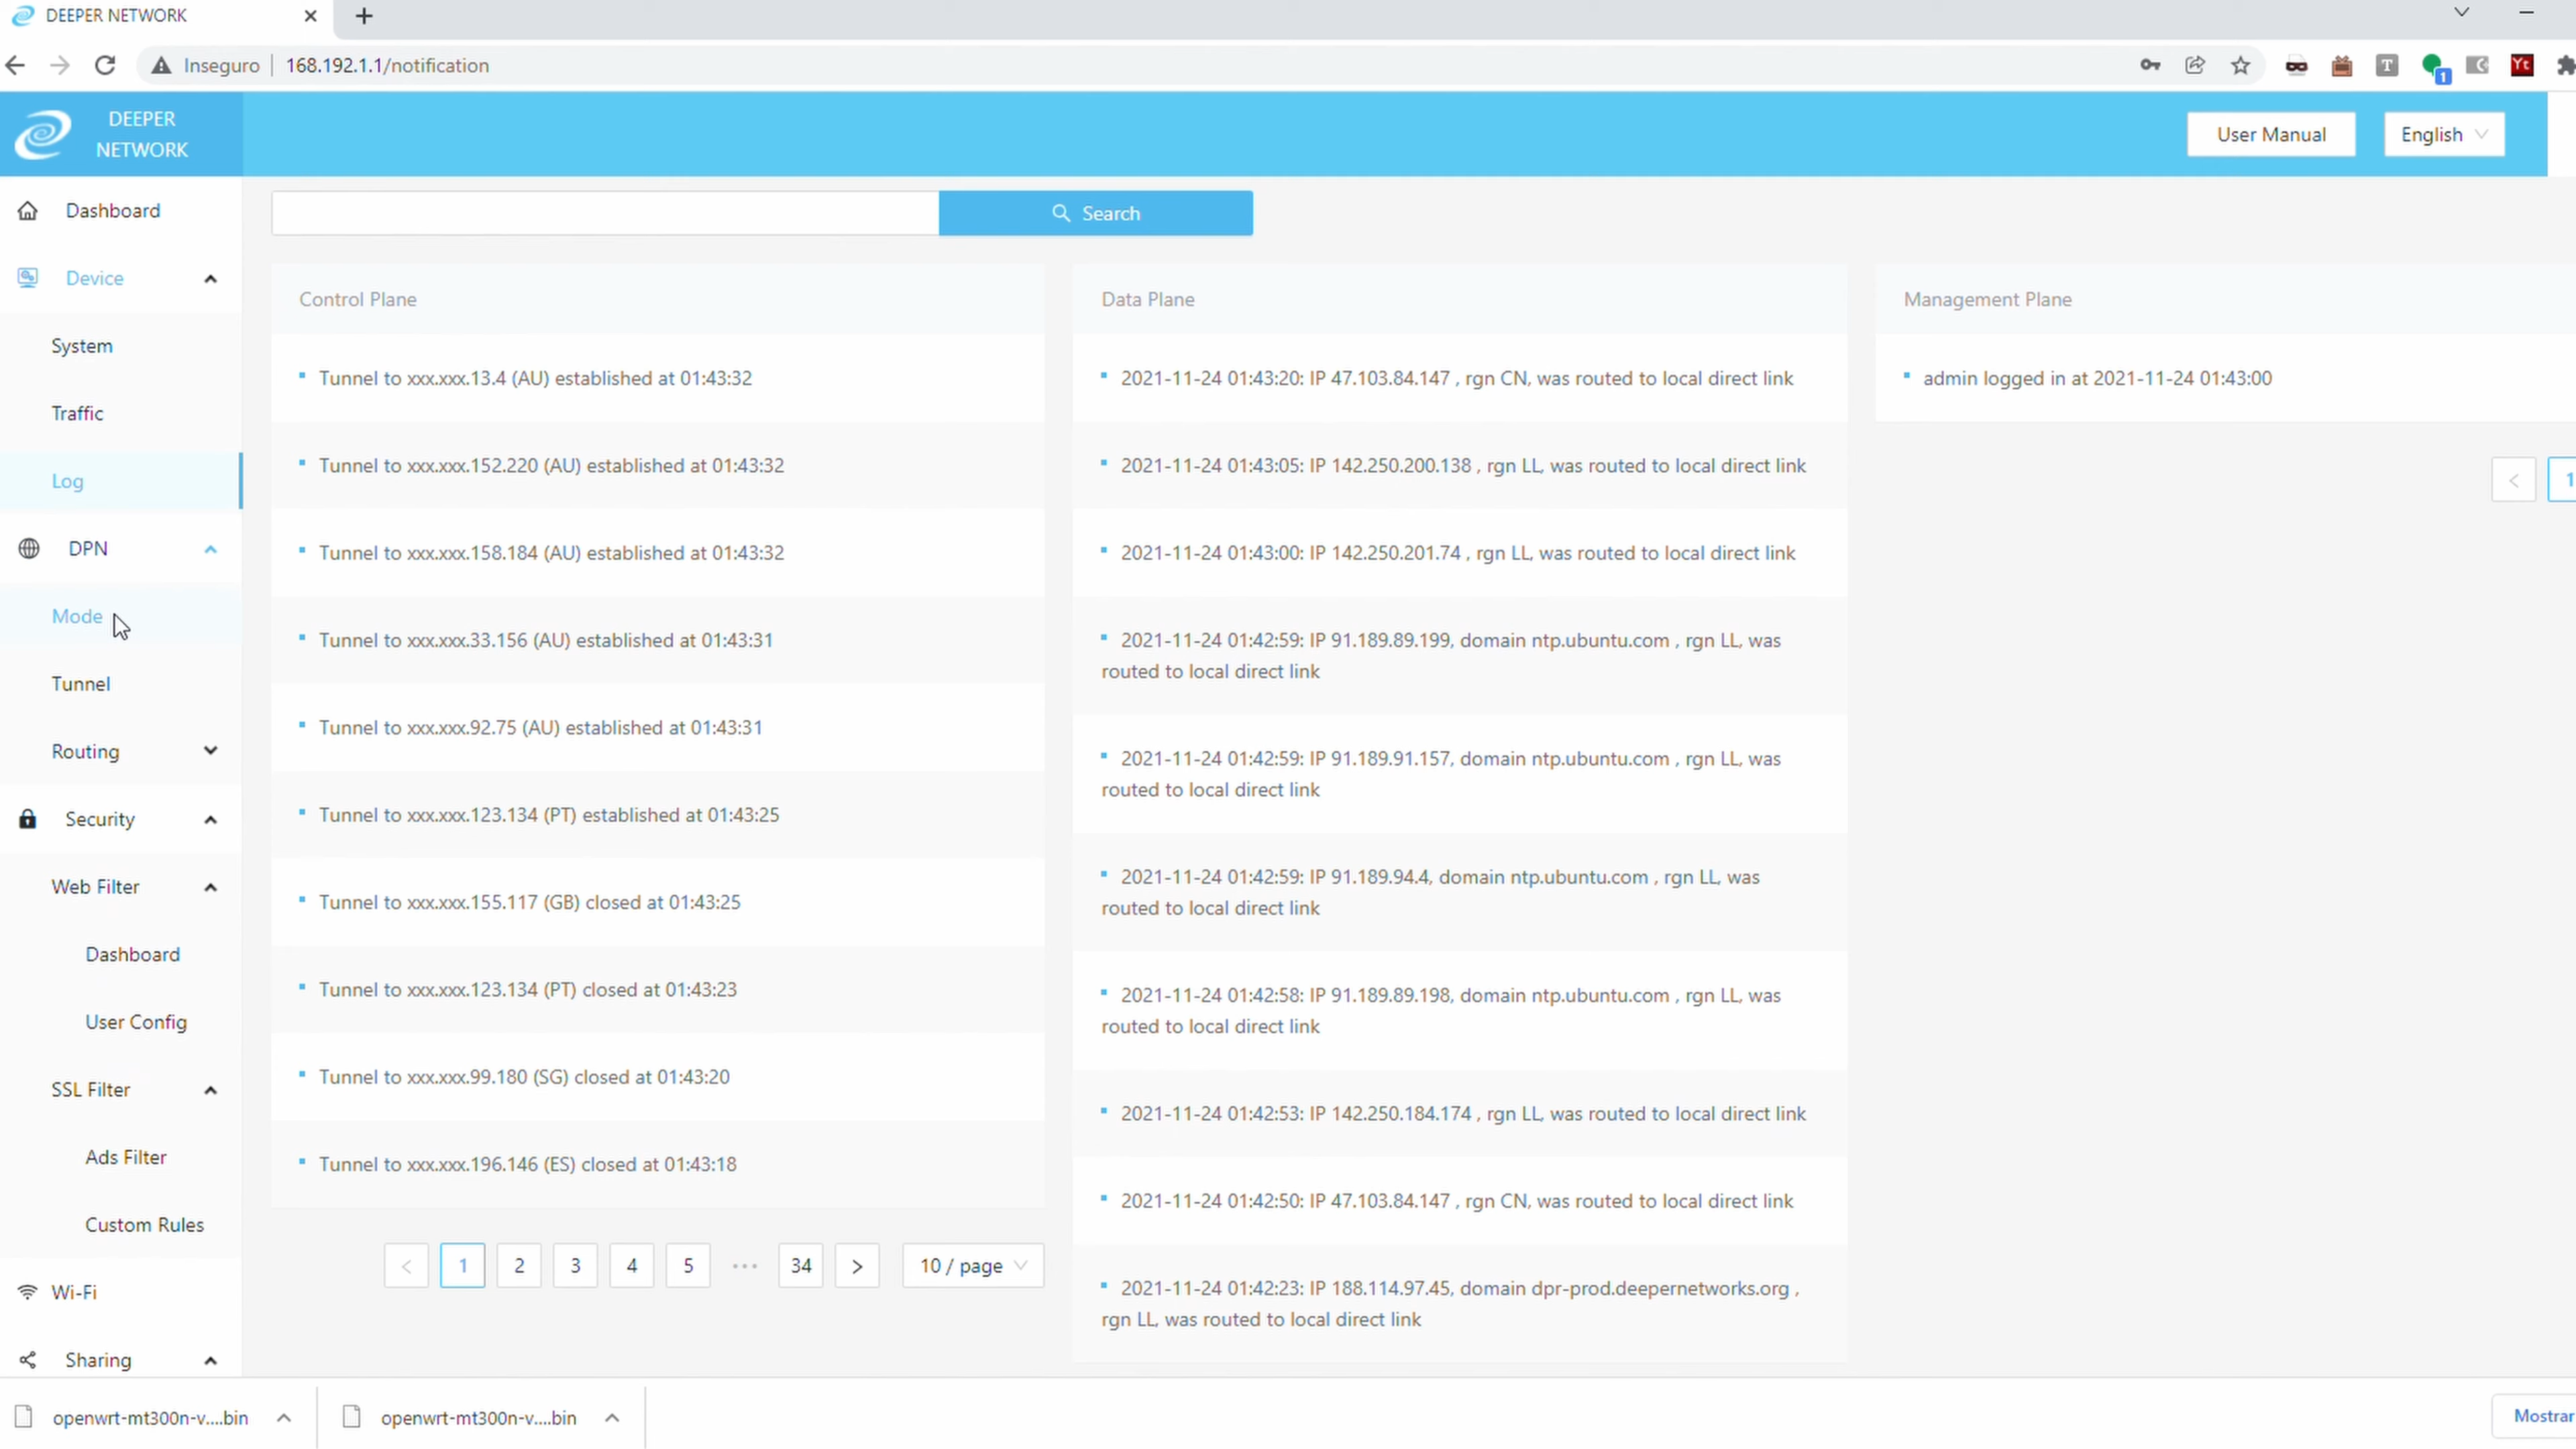 DEEPER NETWORK
Inseguro
168.192.1.1/notification
T
1
Yt
DEEPER
NETWORK
User Manual
English
Dashboard
Device
System
Traffic
Log
DPN
Mode
Tunnel
Routing
Security
Web Filter
Dashboard
User Config
SSL Filter
Ads Filter
Custom Rules
Wi-Fi
Sharing
Search
Control Plane
Tunnel to xxx.xxx.13.4 (AU) established at 01:43:32
Tunnel to xxx.xxx.152.220 (AU) established at 01:43:32
Tunnel to xxx.xxx.158.184 (AU) established at 01:43:32
Tunnel to xxx.xxx.33.156 (AU) established at 01:43:31
Tunnel to xxx.xxx.92.75 (AU) established at 01:43:31
Tunnel to xxx.xxx.123.134 (PT) established at 01:43:25
Tunnel to xxx.xxx.155.117 (GB) closed at 01:43:25
Tunnel to xxx.xxx.123.134 (PT) closed at 01:43:23
Tunnel to xxx.xxx.99.180 (SG) closed at 01:43:20
Tunnel to xxx.xxx.196.146 (ES) closed at 01:43:18
< 1 2 3 4 5 ••• 34 > 10 / page
Data Plane
2021-11-24 01:43:20: IP 47.103.84.147 , rgn CN, was routed to local direct link
2021-11-24 01:43:05: IP 142.250.200.138 , rgn LL, was routed to local direct link
2021-11-24 01:43:00: IP 142.250.201.74 , rgn LL, was routed to local direct link
2021-11-24 01:42:59: IP 91.189.89.199, domain ntp.ubuntu.com , rgn LL, was
routed to local direct link
2021-11-24 01:42:59: IP 91.189.91.157, domain ntp.ubuntu.com , rgn LL, was
routed to local direct link
2021-11-24 01:42:59: IP 91.189.94.4, domain ntp.ubuntu.com , rgn LL, was
routed to local direct link
2021-11-24 01:42:58: IP 91.189.89.198, domain ntp.ubuntu.com , rgn LL, was
routed to local direct link
2021-11-24 01:42:53: IP 142.250.184.174 , rgn LL, was routed to local direct link
2021-11-24 01:42:50: IP 47.103.84.147 , rgn CN, was routed to local direct link
2021-11-24 01:42:23: IP 188.114.97.45, domain dpr-prod.deepernetworks.org ,
rgn LL, was routed to local direct link
Management Plane
admin logged in at 2021-11-24 01:43:00
< 1
openwrt-mt300n-v....bin
openwrt-mt300n-v....bin
Mostrar